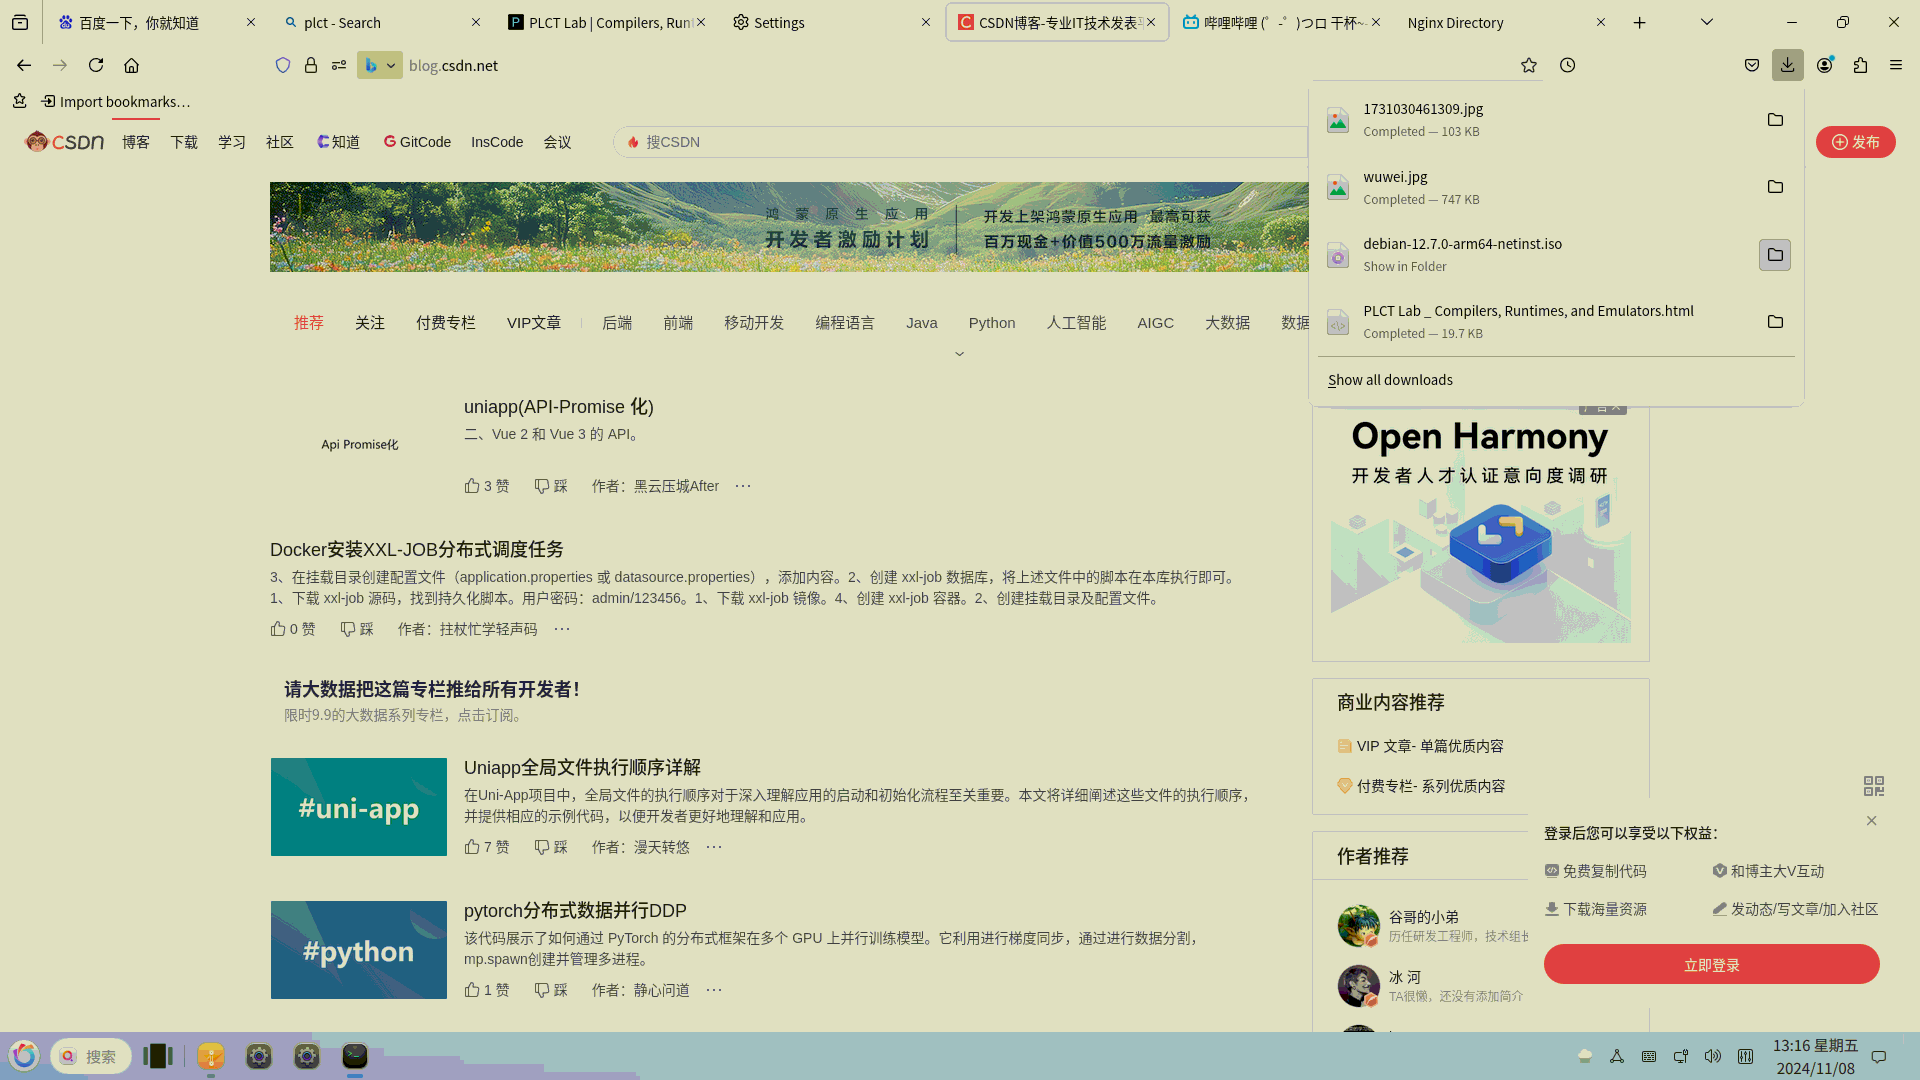 百度一下，你就知道
plct - Search
PLCT Lab | Compilers, Runt
Settings
CSDN博客-专业IT技术发表平
哔哩哔哩 (゜-゜)つロ 干杯~-
Nginx Directory
blog.csdn.net
Import bookmarks…
CSDN
博客
下载
学习
社区
知道
GitCode
InsCode
会议
搜CSDN
发布
鸿蒙原生应用
开发者激励计划
开发上架鸿蒙原生应用 最高可获
百万现金+价值500万流量激励
1731030461309.jpg
Completed — 103 KB
wuwei.jpg
Completed — 747 KB
debian-12.7.0-arm64-netinst.iso
Show in Folder
PLCT Lab _ Compilers, Runtimes, and Emulators.html
Completed — 19.7 KB
Show all downloads
推荐
关注
付费专栏
VIP文章
后端
前端
移动开发
编程语言
Java
Python
人工智能
AIGC
大数据
数据
Api Promise化
uniapp(API-Promise 化)
二、Vue 2 和 Vue 3 的 API。
3 赞 踩 作者：黑云压城After ···
Docker安装XXL-JOB分布式调度任务
3、在挂载目录创建配置文件（application.properties 或 datasource.properties），添加内容。2、创建 xxl-job 数据库，将上述文件中的脚本在本库执行即可。
1、下载 xxl-job 源码，找到持久化脚本。用户密码：admin/123456。1、下载 xxl-job 镜像。4、创建 xxl-job 容器。2、创建挂载目录及配置文件。
0 赞 踩 作者：拄杖忙学轻声码 ···
请大数据把这篇专栏推给所有开发者！
限时9.9的大数据系列专栏，点击订阅。
#uni-app
Uniapp全局文件执行顺序详解
在Uni-App项目中，全局文件的执行顺序对于深入理解应用的启动和初始化流程至关重要。本文将详细阐述这些文件的执行顺序，
并提供相应的示例代码，以便开发者更好地理解和应用。
7 赞 踩 作者：漫天转悠 ···
#python
pytorch分布式数据并行DDP
该代码展示了如何通过 PyTorch 的分布式框架在多个 GPU 上并行训练模型。它利用进行梯度同步，通过进行数据分割，
mp.spawn创建并管理多进程。
1 赞 踩 作者：静心问道 ···
Open Harmony
开发者人才认证意向度调研
商业内容推荐
VIP 文章- 单篇优质内容
付费专栏- 系列优质内容
作者推荐
谷哥的小弟
历任研发工程师，技术组长
冰 河
TA很懒，还没有添加简介
登录后您可以享受以下权益：
免费复制代码
和博主大V互动
下载海量资源
发动态/写文章/加入社区
立即登录
搜索
13:16 星期五
2024/11/08